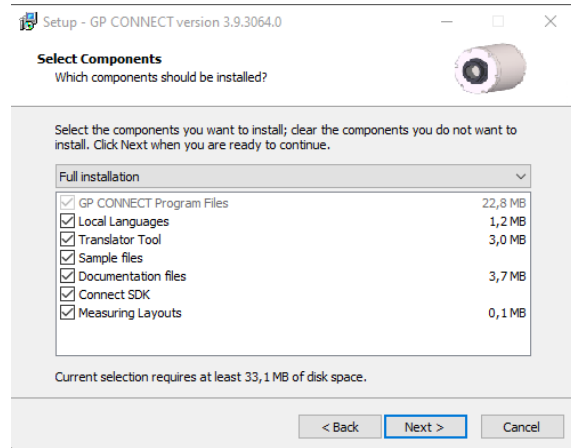 Setup - GP CONNECT version 3.9.3064.0
Select Components
Which components should be installed?
Select the components you want to install; clear the components you do not want to
install. Click Next when you are ready to continue.
Full installation
GP CONNECT Program Files 22,8 MB
Local Languages 1,2 MB
Translator Tool 3,0 MB
Sample files
Documentation files 3,7 MB
Connect SDK
Measuring Layouts 0,1 MB
Current selection requires at least 33,1 MB of disk space.
< Back Next > Cancel